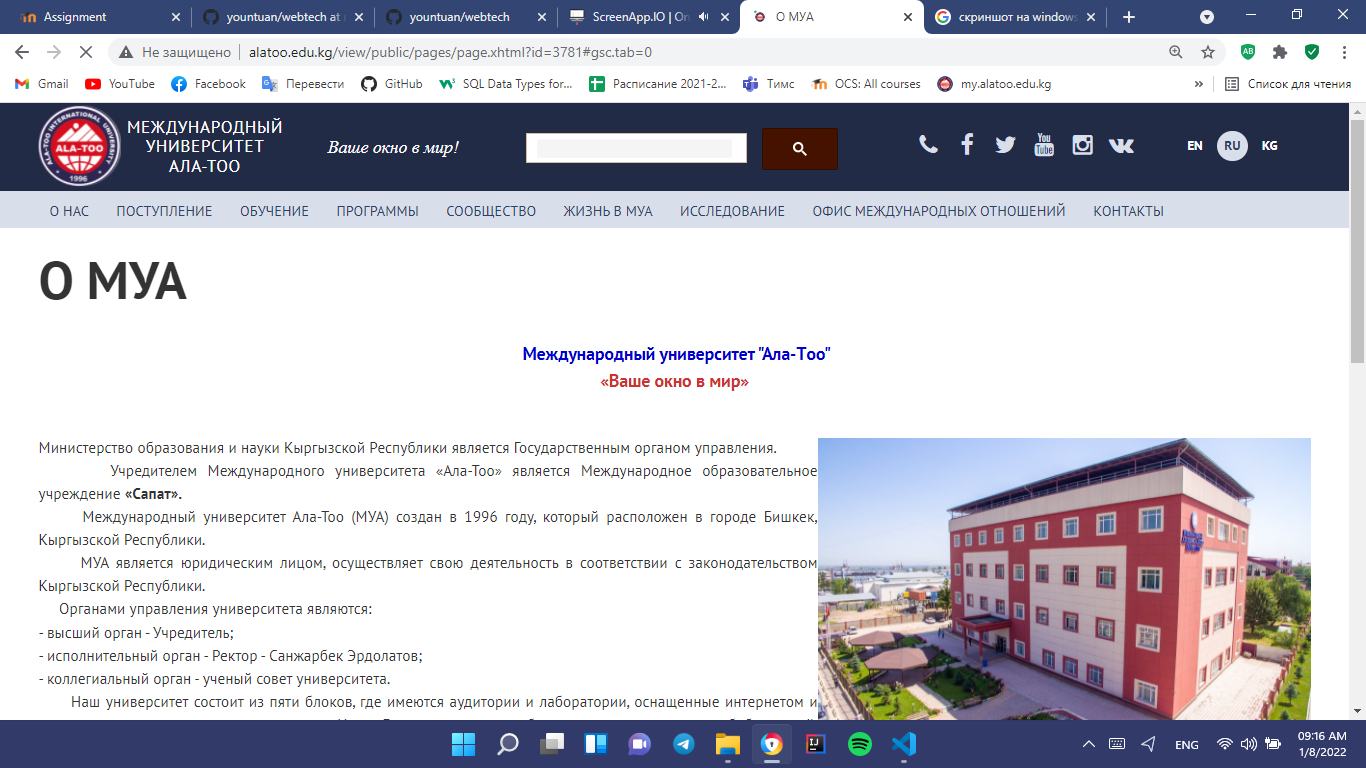 Assignment
yountuan/webtech at
yountuan/webtech
ScreenApp.IO | On
О МУА
скриншот на windows
Не защищено
alatoo.edu.kg/view/public/pages/page.xhtml?id=3781#gsc.tab=0
Gmail
YouTube
Facebook
Перевести
GitHub
SQL Data Types for...
Расписание 2021-2...
Тимс
OCS: All courses
my.alatoo.edu.kg
»
Список для чтения
ALA-TOO INTERNATIONAL UNIVERSITY
ALA-TOO
1996
МЕЖДУНАРОДНЫЙ
УНИВЕРСИТЕТ
АЛА-ТОО
Ваше окно в мир!
You
Tube
EN
RU
KG
О НАС
ПОСТУПЛЕНИЕ
ОБУЧЕНИЕ
ПРОГРАММЫ
СООБЩЕСТВО
ЖИЗНЬ В МУА
ИССЛЕДОВАНИЕ
ОФИС МЕЖДУНАРОДНЫХ ОТНОШЕНИЙ
КОНТАКТЫ
О МУА
Международный университет "Ала-Тоо"
«Ваше окно в мир»
Министерство образования и науки Кыргызской Республики является Государственным органом управления.
Учредителем Международного университета «Ала-Тоо» является Международное образовательное
учреждение «Сапат».
Международный университет Ала-Тоо (МУА) создан в 1996 году, который расположен в городе Бишкек,
Кыргызской Республики.
МУА является юридическим лицом, осуществляет свою деятельность в соответствии с законодательством
Кыргызской Республики.
Органами управления университета являются:
- высший орган - Учредитель;
- исполнительный орган - Ректор - Санжарбек Эрдолатов;
- коллегиальный орган - ученый совет университета.
Наш университет состоит из пяти блоков, где имеются аудитории и лаборатории, оснащенные интернетом и
ENG
09:16 AM
1/8/2022